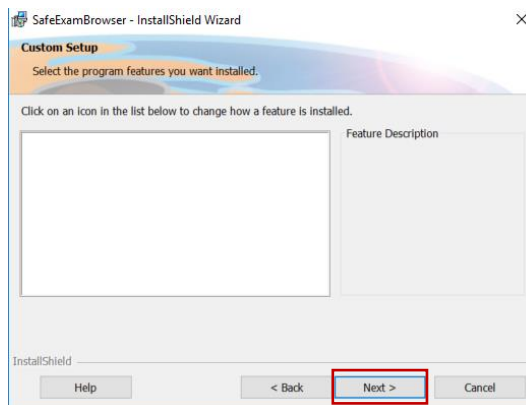 SafeExamBrowser - InstallShield Wizard
Custom Setup
Select the program features you want installed.
Click on an icon in the list below to change how a feature is installed.
Feature Description
InstallShield
Help
< Back
Next >
Cancel